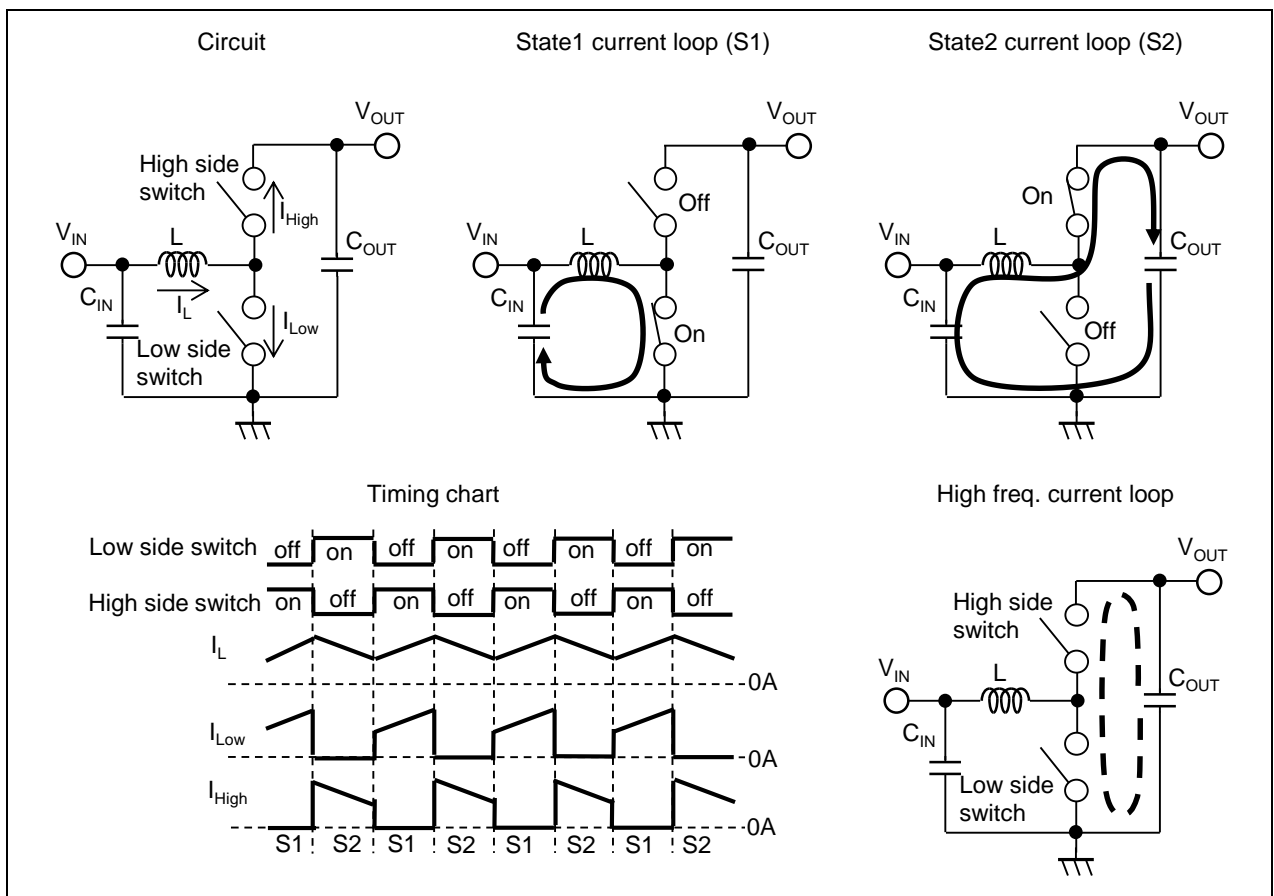 Circuit
State1 current loop (S1)
State2 current loop (S2)
VOUT
High side
switch
IHigh
VIN
L
COUT
CIN
IL
ILow
Low side
switch
VOUT
Off
VIN
L
COUT
CIN
On
VOUT
On
VIN
L
COUT
CIN
Off
Timing chart
Low side switch off on off on off on off on
High side switch on off on off on off on off
IL
0A
ILow
0A
IHigh
0A
S1 S2 S1 S2 S1 S2 S1 S2
High freq. current loop
VOUT
High side
switch
VIN
L
COUT
CIN
Low side
switch